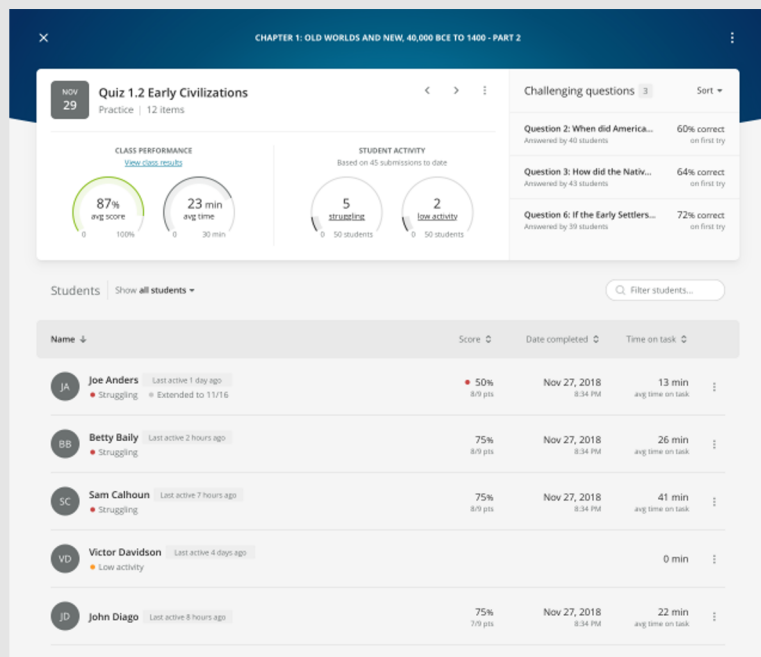 CHAPTER 1: OLD WORLDS AND NEW, 40,000 BCE TO 1400 - PART 2
NOV
29
Quiz 1.2 Early Civilizations
Practice | 12 items
CLASS PERFORMANCE
View class results
87%
avg score
0 100%
23 min
avg time
0 30 min
STUDENT ACTIVITY
Based on 45 submissions to date
5
struggling
0 50 students
2
low activity
0 50 students
Challenging questions 3 Sort
Question 2: When did America... 60% correct
Answered by 40 students on first try
Question 3: How did the Nativ... 64% correct
Answered by 43 students on first try
Question 6: If the Early Settlers... 72% correct
Answered by 39 students on first try
Students Show all students Filter students...
Name Score Date completed Time on task
JA Joe Anders Last active 1 day ago 50% Nov 27, 2018 13 min
Struggling Extended to 11/16 8/9 pts 8:34 PM avg time on task
BB Betty Baily Last active 2 hours ago 75% Nov 27, 2018 26 min
Struggling 8/9 pts 8:34 PM avg time on task
SC Sam Calhoun Last active 7 hours ago 75% Nov 27, 2018 41 min
Struggling 8/9 pts 8:34 PM avg time on task
VD Victor Davidson Last active 4 days ago 0 min
Low activity
JD John Diago Last active 8 hours ago 75% Nov 27, 2018 22 min
7/9 pts 8:34 PM avg time on task